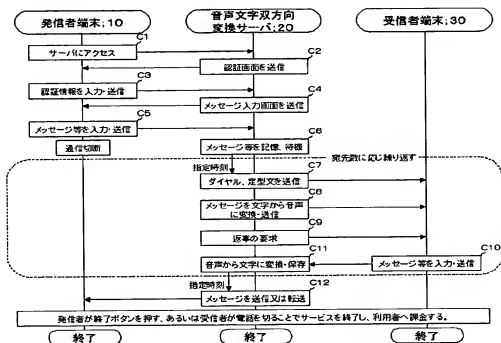 発信者端末;10
音声文字双方向
変換サーバ;20
受信者端末;30
C1
サーバにアクセス
C2
認証画面を送信
C3
認証情報を入力・送信
C4
メッセージ入力画面を送信
C5
メッセージ等を入力・送信
C6
通信切断
メッセージ等を記憶、待機
宛先数に応じ繰り返す
指定時刻
C7
ダイヤル、定型文を送信
C8
メッセージを文字から音声
に変換・送信
C9
返事の要求
C10
C11
音声から文字に変換・保存
メッセージ等を入力・送信
指定時刻
C12
メッセージを送信又は転送
発信者が終了ボタンを押す、あるいは受信者が電話を切ることでサービスを終了し、利用者へ課金する。
終了
終了
終了